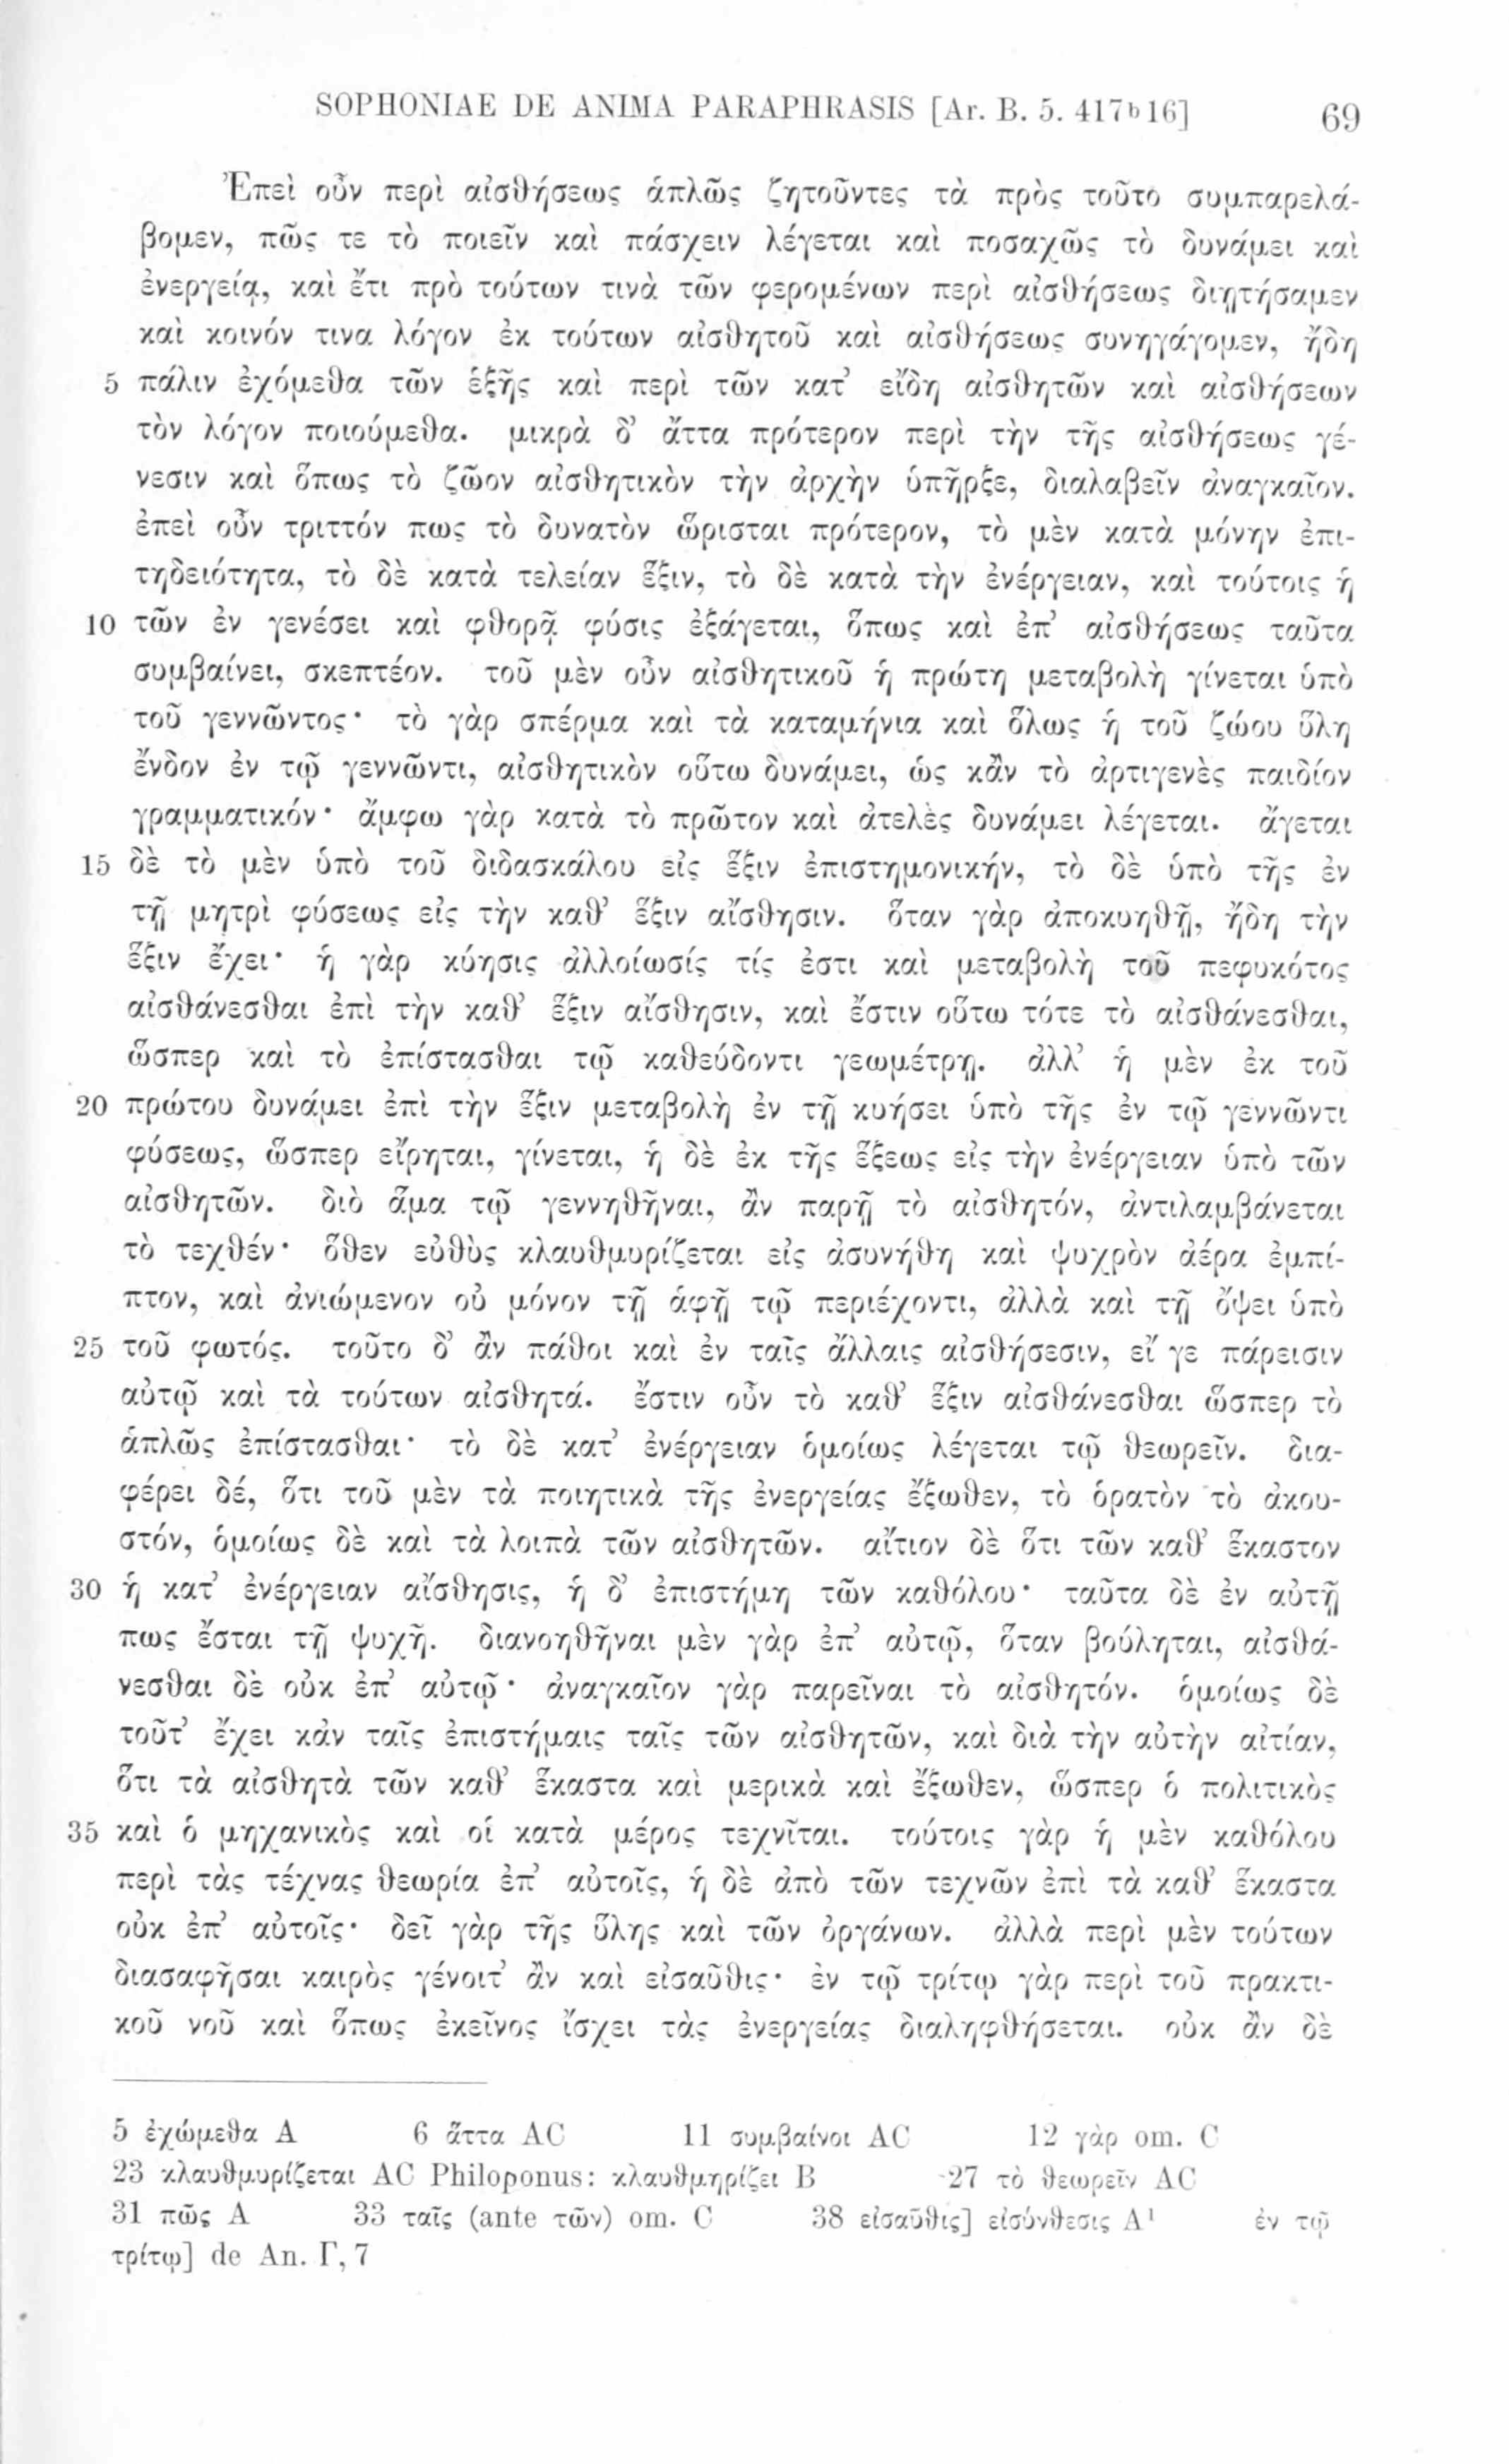 SOPHONIAE DE ANIMA PARAPHRASIS [Ar. B. 5. 417b16] 69
Ἐπεὶ οὖν περὶ αἰσθήσεως ἁπλῶς ζητοῦντες τὰ πρὸς τοῦτο συμπαρελά-
βομεν, πῶς τε τὸ ποιεῖν καὶ πάσχειν λέγεται καὶ ποσαχῶς τὸ δυνάμει καὶ
ἐνεργείᾳ, καὶ ἔτι πρὸ τούτων τινὰ τῶν φερομένων περὶ αἰσθήσεως διῃτήσαμεν
καὶ κοινόν τινα λόγον ἐκ τούτων αἰσθητοῦ καὶ αἰσθήσεως συνηγάγομεν, ἤδη
5 πάλιν ἐχόμεθα τῶν ἑξῆς καὶ περὶ τῶν κατ’ εἴδη αἰσθητῶν καὶ αἰσθήσεων
τὸν λόγον ποιούμεθα. μικρὰ δ’ ἄττα πρότερον περὶ τὴν τῆς αἰσθήσεως γέ-
νεσιν καὶ ὅπως τὸ ζῶον αἰσθητικὸν τὴν ἀρχὴν ὑπῆρξε, διαλαβεῖν ἀναγκαῖον.
ἐπεὶ οὖν τριττόν πως τὸ δυνατὸν ὥρισται πρότερον, τὸ μὲν κατὰ μόνην ἐπι-
τηδειότητα, τὸ δὲ κατὰ τελείαν ἕξιν, τὸ δὲ κατὰ τὴν ἐνέργειαν, καὶ τούτοις ἡ
10 τῶν ἐν γενέσει καὶ φθορᾷ φύσις ἐξάγεται, ὅπως καὶ ἐπ’ αἰσθήσεως ταῦτα
συμβαίνει, σκεπτέον. τοῦ μὲν οὖν αἰσθητικοῦ ἡ πρώτη μεταβολὴ γίνεται ὑπὸ
τοῦ γεννῶντος· τὸ γὰρ σπέρμα καὶ τὰ καταμήνια καὶ ὅλως ἡ τοῦ ζώου ὕλη
ἔνδον ἐν τῷ γεννῶντι, αἰσθητικὸν οὕτω δυνάμει, ὡς κἂν τὸ ἀρτιγενὲς παιδίον
γραμματικόν· ἄμφω γὰρ κατὰ τὸ πρῶτον καὶ ἀτελὲς δυνάμει λέγεται. ἄγεται
15 δὲ τὸ μὲν ὑπὸ τοῦ διδασκάλου εἰς ἕξιν ἐπιστημονικήν, τὸ δὲ ὑπὸ τῆς ἐν
τῇ μητρὶ φύσεως εἰς τὴν καθ’ ἕξιν αἴσθησιν. ὅταν γὰρ ἀποκυηθῇ, ἤδη τὴν
ἕξιν ἔχει· ἡ γὰρ κύησις ἀλλοίωσίς τίς ἐστι καὶ μεταβολὴ τοῦ πεφυκότος
αἰσθάνεσθαι ἐπὶ τὴν καθ’ ἕξιν αἴσθησιν, καὶ ἔστιν οὕτω τότε τὸ αἰσθάνεσθαι,
ὥσπερ καὶ τὸ ἐπίστασθαι τῷ καθεύδοντι γεωμέτρῃ. ἀλλ’ ἡ μὲν ἐκ τοῦ
20 πρώτου δυνάμει ἐπὶ τὴν ἕξιν μεταβολὴ ἐν τῇ κυήσει ὑπὸ τῆς ἐν τῷ γεννῶντι
φύσεως, ὥσπερ εἴρηται, γίνεται, ἡ δὲ ἐκ τῆς ἕξεως εἰς τὴν ἐνέργειαν ὑπὸ τῶν
αἰσθητῶν. διὸ ἅμα τῷ γεννηθῆναι, ἂν παρῇ τὸ αἰσθητόν, ἀντιλαμβάνεται
τὸ τεχθέν· ὅθεν εὐθὺς κλαυθμυρίζεται εἰς ἀσυνήθη καὶ ψυχρὸν ἀέρα ἐμπί-
πτον, καὶ ἀνιώμενον οὐ μόνον τῇ ἁφῇ τῷ περιέχοντι, ἀλλὰ καὶ τῇ ὄψει ὑπὸ
25 τοῦ φωτός. τοῦτο δ’ ἂν πάθοι καὶ ἐν ταῖς ἄλλαις αἰσθήσεσιν, εἴ γε πάρεισιν
αὐτῷ καὶ τὰ τούτων αἰσθητά. ἔστιν οὖν τὸ καθ’ ἕξιν αἰσθάνεσθαι ὥσπερ τὸ
ἁπλῶς ἐπίστασθαι· τὸ δὲ κατ’ ἐνέργειαν ὁμοίως λέγεται τῷ θεωρεῖν. δια-
φέρει δέ, ὅτι τοῦ μὲν τὰ ποιητικὰ τῆς ἐνεργείας ἔξωθεν, τὸ ὁρατὸν τὸ ἀκου-
στόν, ὁμοίως δὲ καὶ τὰ λοιπὰ τῶν αἰσθητῶν. αἴτιον δὲ ὅτι τῶν καθ’ ἕκαστον
30 ἡ κατ’ ἐνέργειαν αἴσθησις, ἡ δ’ ἐπιστήμη τῶν καθόλου· ταῦτα δὲ ἐν αὐτῇ
πως ἔσται τῇ ψυχῇ. διανοηθῆναι μὲν γὰρ ἐπ’ αὐτῷ, ὅταν βούληται, αἰσθά-
νεσθαι δὲ οὐκ ἐπ’ αὐτῷ· ἀναγκαῖον γὰρ παρεῖναι τὸ αἰσθητόν. ὁμοίως δὲ
τοῦτ’ ἔχει κἀν ταῖς ἐπιστήμαις ταῖς τῶν αἰσθητῶν, καὶ διὰ τὴν αὐτὴν αἰτίαν,
ὅτι τὰ αἰσθητὰ τῶν καθ’ ἕκαστα καὶ μερικὰ καὶ ἔξωθεν, ὥσπερ ὁ πολιτικὸς
35 καὶ ὁ μηχανικὸς καὶ οἱ κατὰ μέρος τεχνῖται. τούτοις γὰρ ἡ μὲν καθόλου
περὶ τὰς τέχνας θεωρία ἐπ’ αὐτοῖς, ἡ δὲ ἀπὸ τῶν τεχνῶν ἐπὶ τὰ καθ’ ἕκαστα
οὐκ ἐπ’ αὐτοῖς· δεῖ γὰρ τῆς ὕλης καὶ τῶν ὀργάνων. ἀλλὰ περὶ μὲν τούτων
διασαφῆσαι καιρὸς γένοιτ’ ἂν καὶ εἰσαῦθις· ἐν τῷ τρίτῳ γὰρ περὶ τοῦ πρακτι-
κοῦ νοῦ καὶ ὅπως ἐκεῖνος ἴσχει τὰς ἐνεργείας διαληφθήσεται. οὐκ ἂν δὲ
5 ἐχώμεθα A 6 ἅττα AC 11 συμβαίνοι AC 12 γὰρ om. C
23 κλαυθμυρίζεται AC Philoponus: κλαυθμηρίζει B 27 τὸ θεωρεῖν AC
31 πῶς A 33 ταῖς (ante τῶν) om. C 38 εἰσαῦθις] εἰσύνθεσις A¹ ἐν τῷ
τρίτῳ] de An. Γ, 7